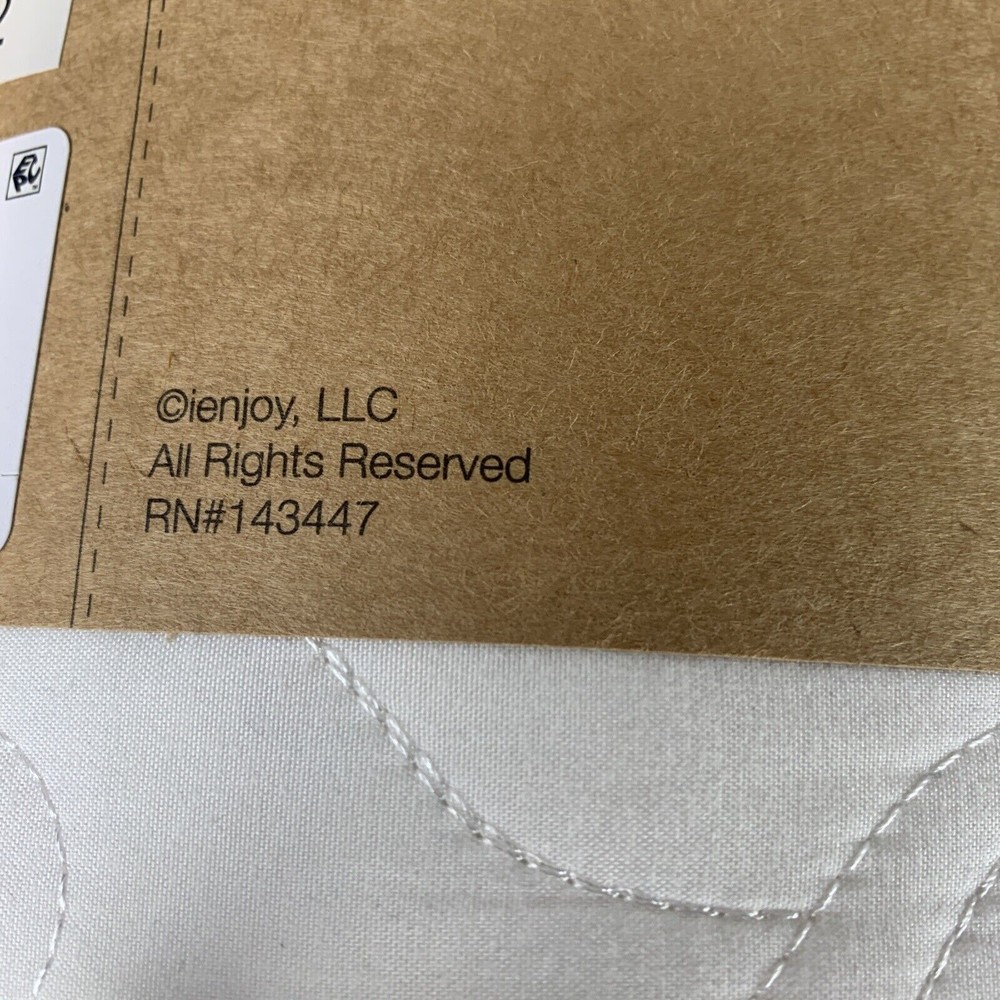 ©ienjoy, LLC
All Rights Reserved
RN#143447